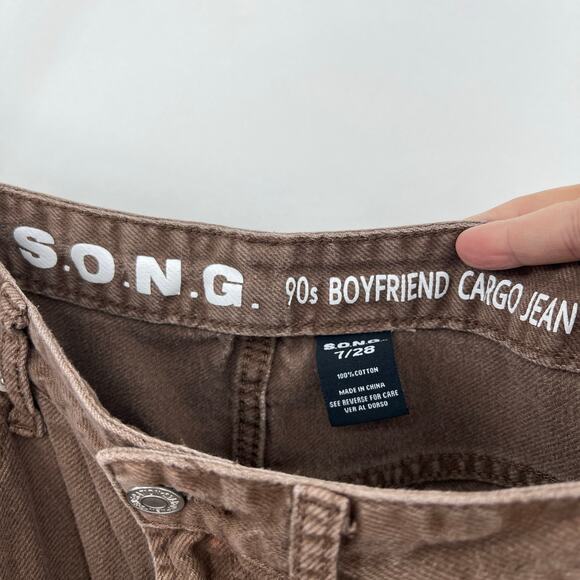 S.O.N.G. 90s BOYFRIEND CARGO JEAN
S.O.N.G.
7/28
100% COTTON
MADE IN CHINA
SEE REVERSE FOR CARE
VER AL DORSO